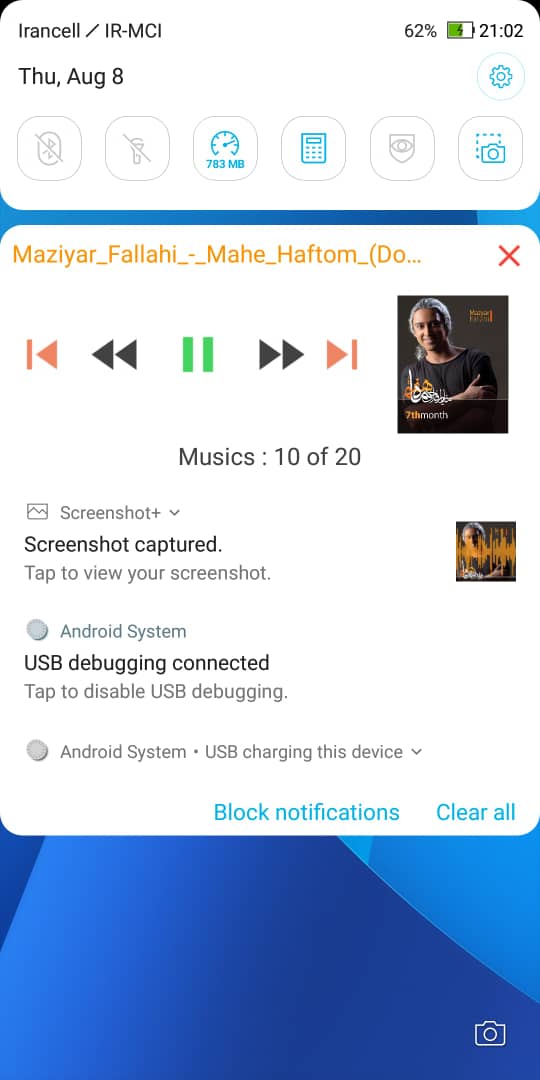 Irancell / IR-MCI
62%
21:02
Thu, Aug 8
783 MB
Maziyar_Fallahi_-_Mahe_Haftom_(Do...
Maziyar
Fallahi
7thmonth
Musics : 10 of 20
Screenshot+
Screenshot captured.
Tap to view your screenshot.
Android System
USB debugging connected
Tap to disable USB debugging.
Android System • USB charging this device
Block notifications
Clear all